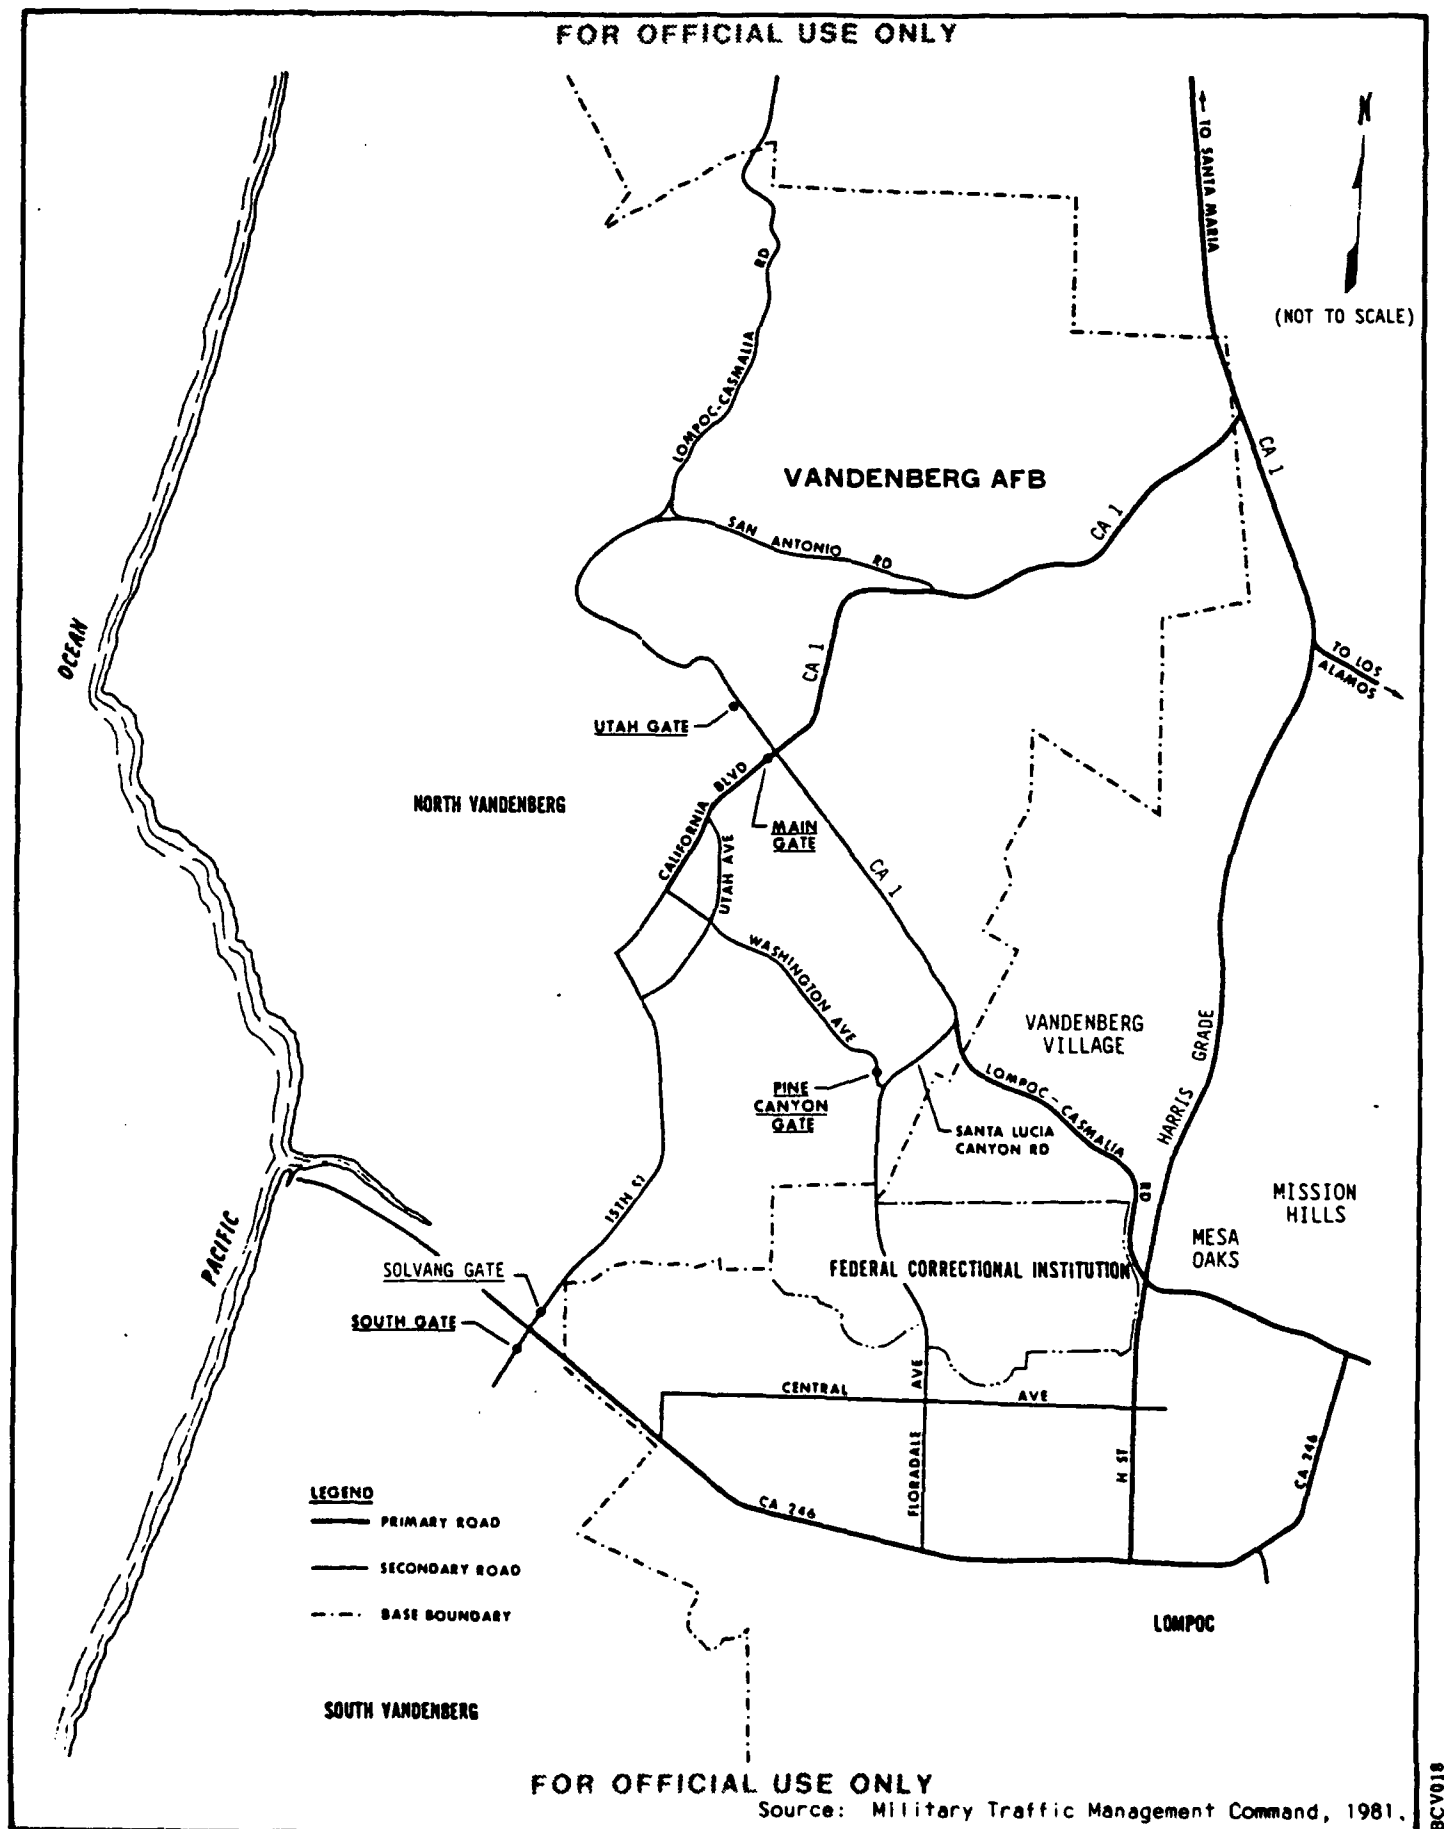 FOR OFFICIAL USE ONLY
← TO SANTA MARIA
N
(NOT TO SCALE)
LOMPOC-CASMALIA RD
CA 1
VANDENBERG AFB
SAN ANTONIO RD
CA 1
OCEAN
CA 1
TO LOS
ALAMOS →
UTAH GATE
NORTH VANDENBERG
CALIFORNIA BLVD
MAIN
GATE
UTAH AVE
CA 1
WASHINGTON AVE
VANDENBERG
VILLAGE
HARRIS GRADE
PINE
CANYON
GATE
LOMPOC-CASMALIA RD
SANTA LUCIA
CANYON RD
15TH ST
MISSION
HILLS
PACIFIC
MESA
OAKS
SOLVANG GATE
FEDERAL CORRECTIONAL INSTITUTION
SOUTH GATE
CENTRAL AVE
FLORADALE AVE
H ST
CA 246
CA 246
LEGEND
PRIMARY ROAD
SECONDARY ROAD
BASE BOUNDARY
LOMPOC
SOUTH VANDENBERG
FOR OFFICIAL USE ONLY
Source: Military Traffic Management Command, 1981.
BCV018